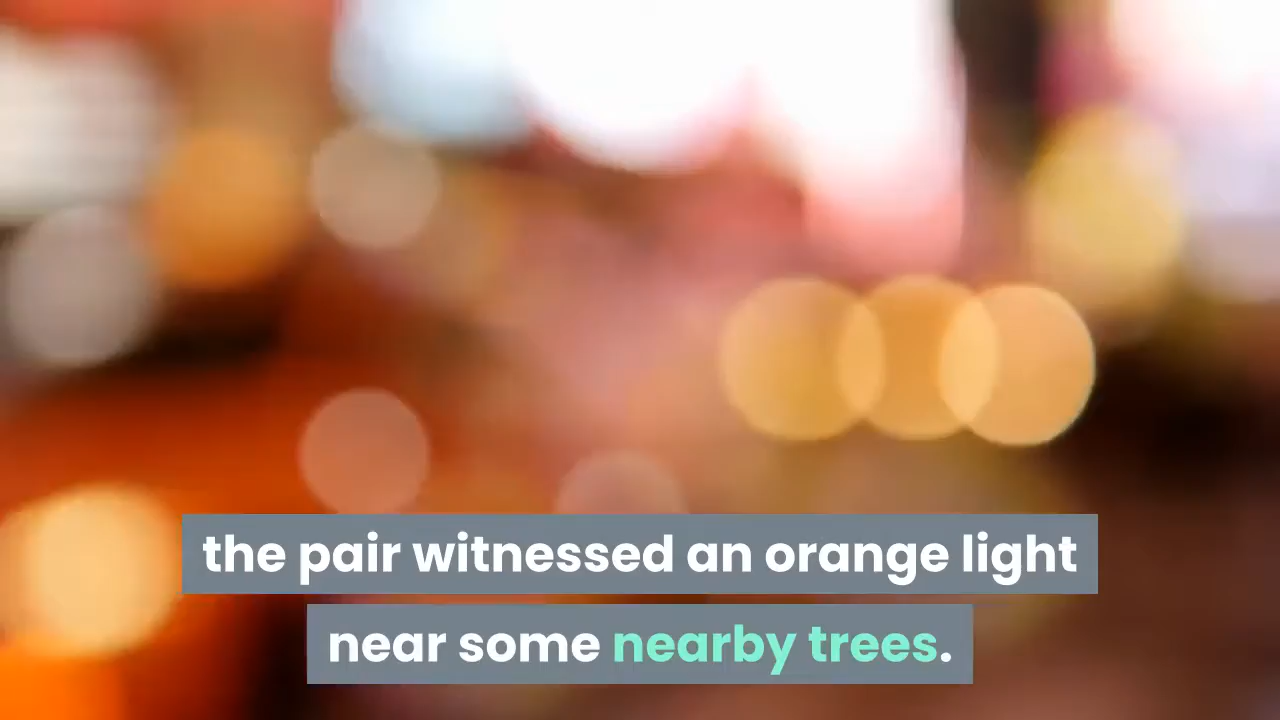 the pair witnessed an orange light
near some nearby trees.